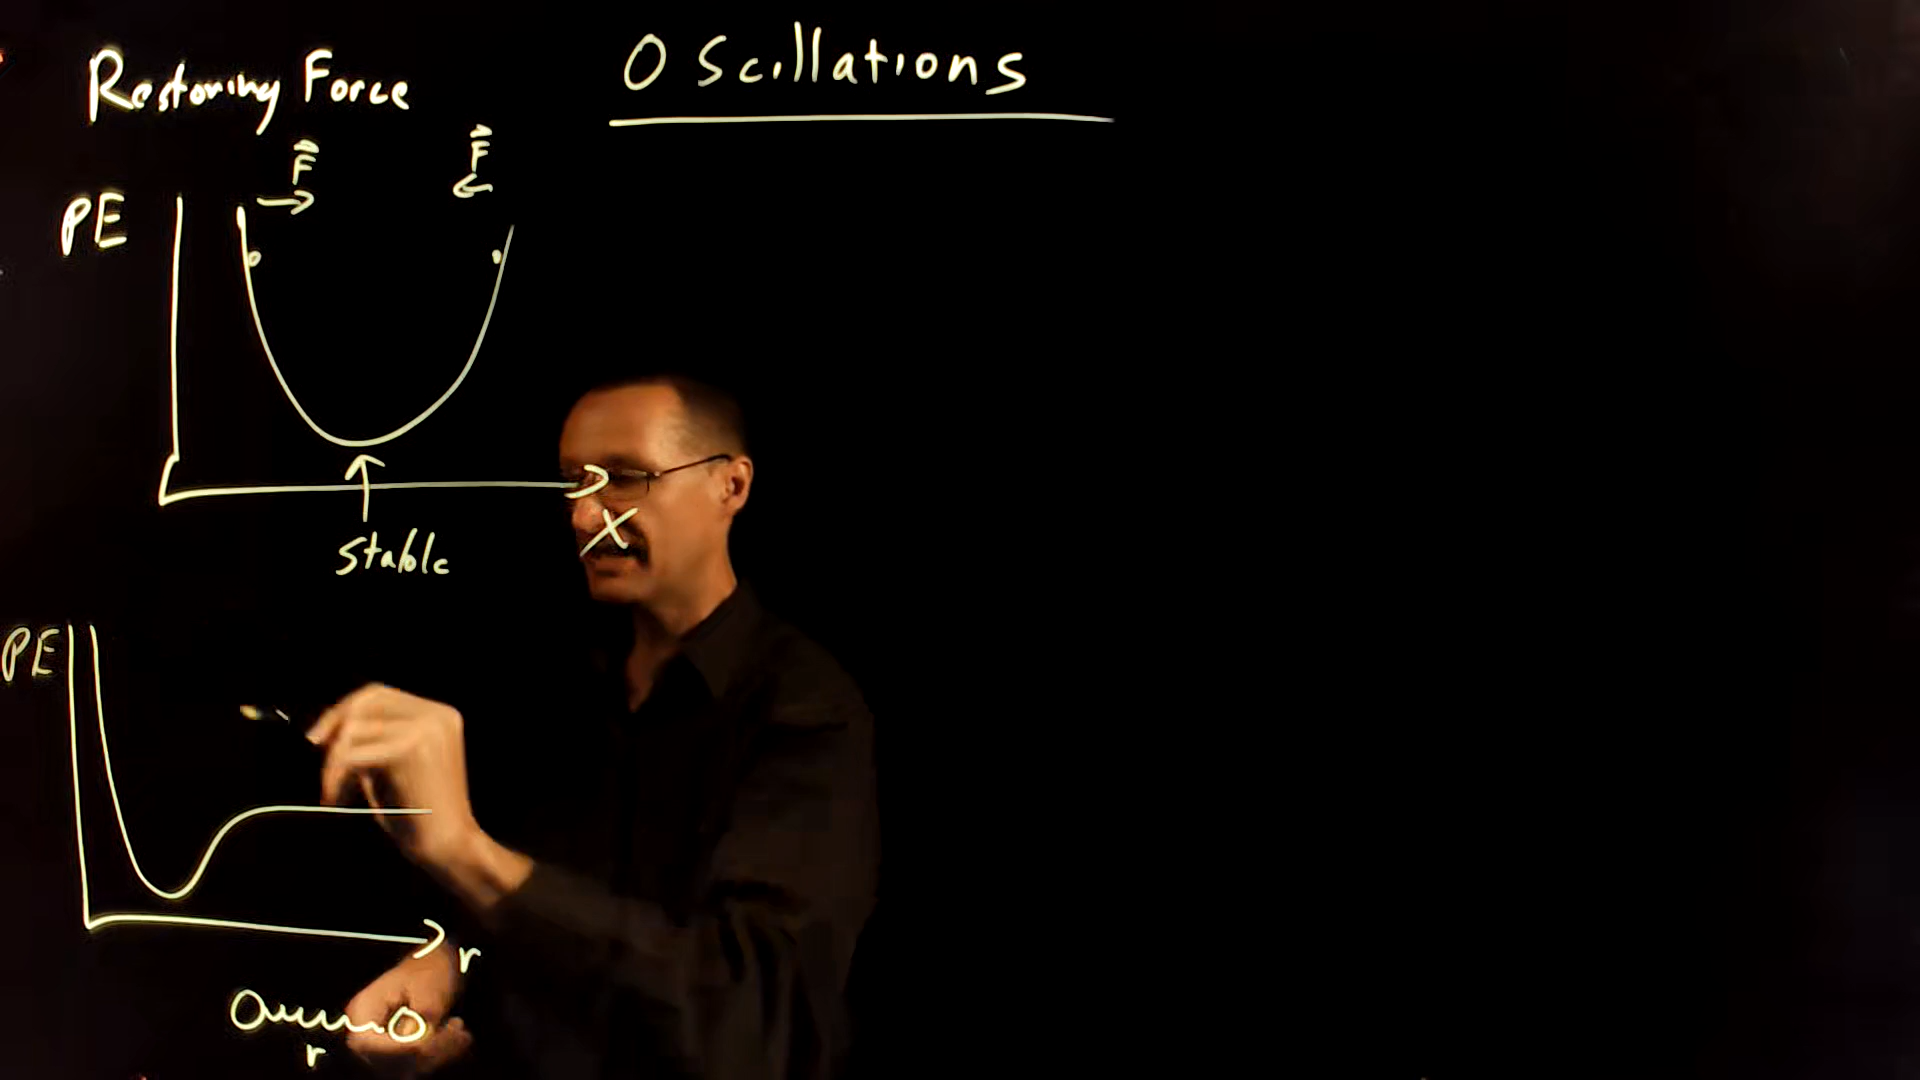 Oscillations
Restoring Force
F F
PE
x
stable
PE
r
r